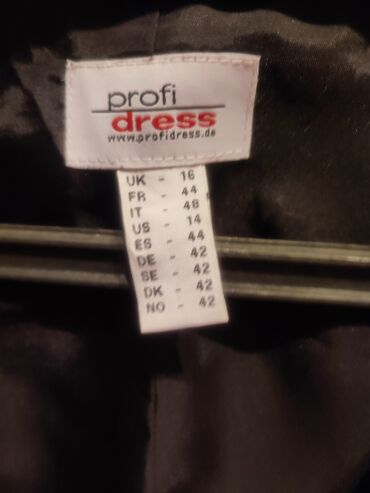 profi
dress
www.profidress.de
UK - 16
FR - 44
IT - 48
US - 14
ES - 44
DE - 42
SE - 42
DK - 42
NO - 42